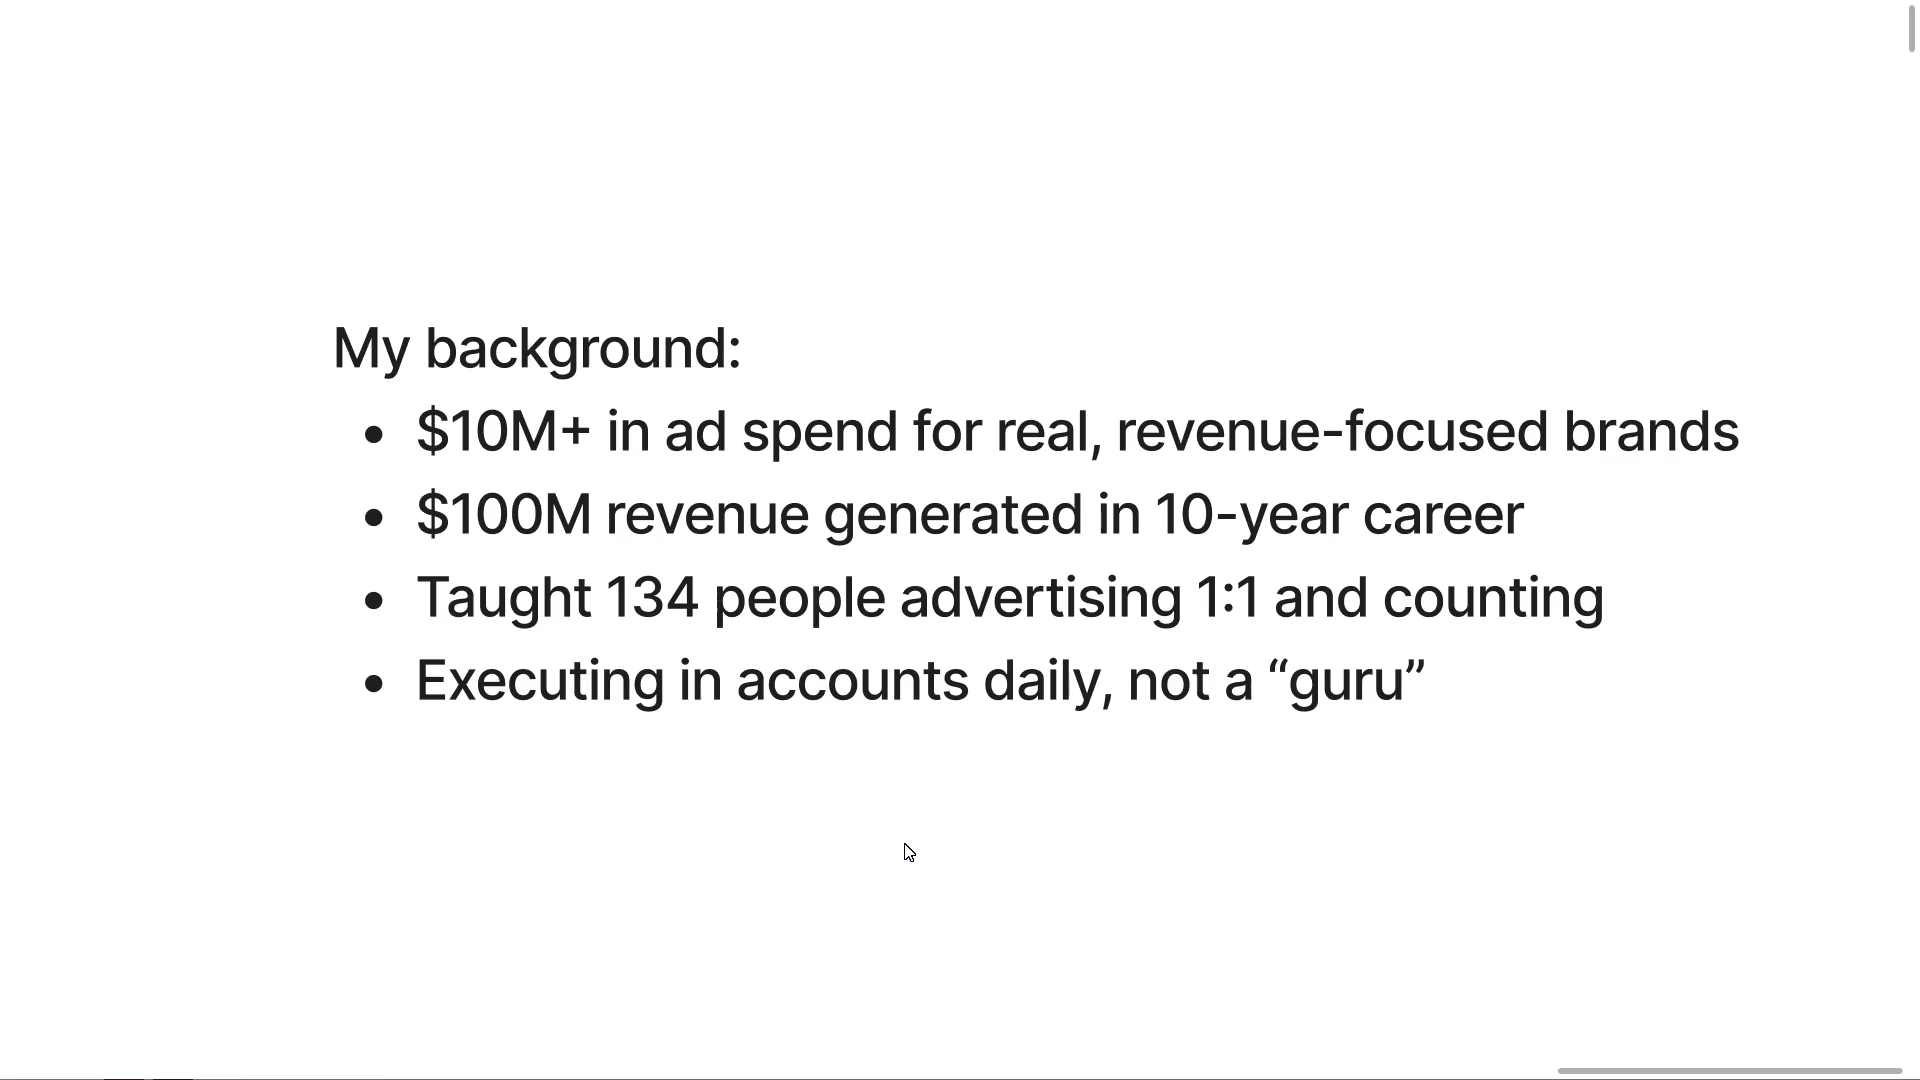 My background:
• $10M+ in ad spend for real, revenue-focused brands
• $100M revenue generated in 10-year career
• Taught 134 people advertising 1:1 and counting
• Executing in accounts daily, not a “guru”